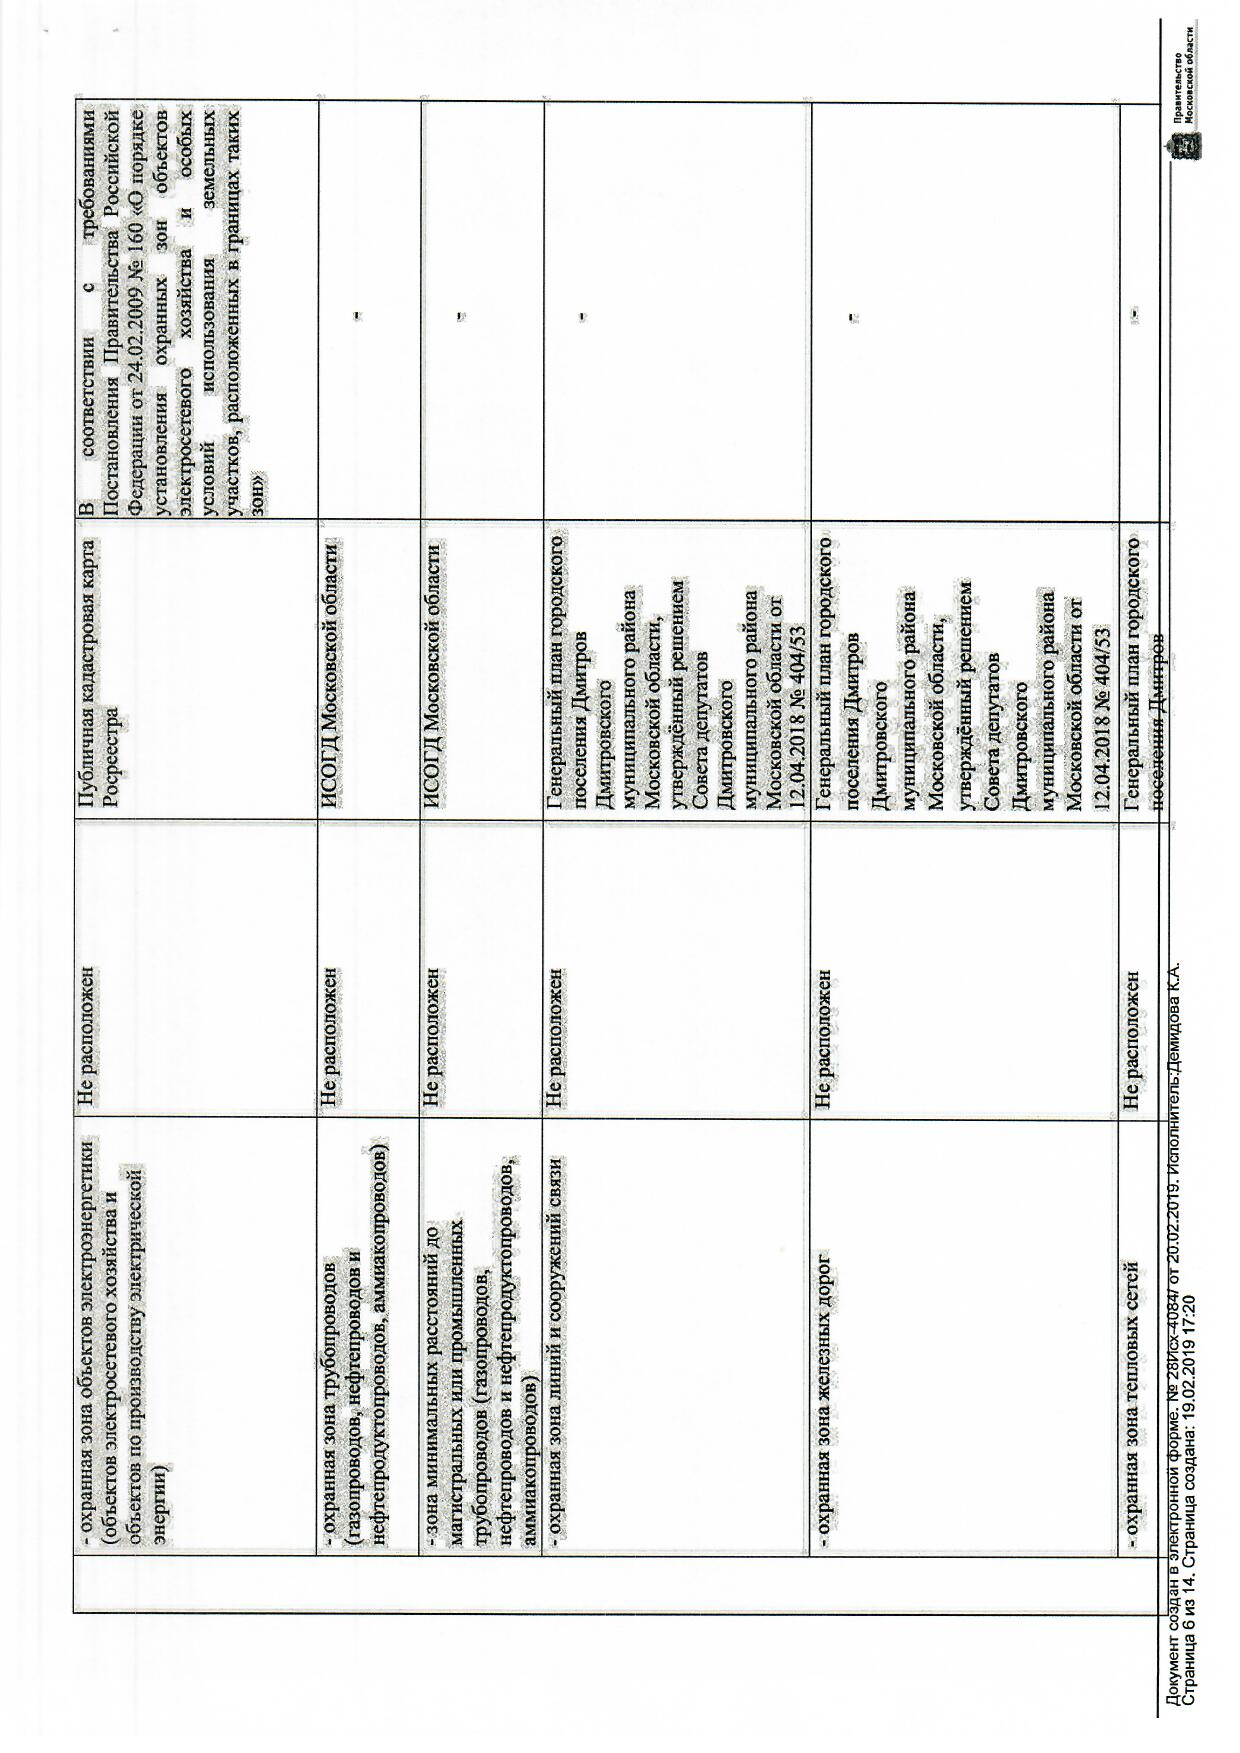 - охранная зона объектов электроэнергетики
(объектов электросетевого хозяйства и
объектов по производству электрической
энергии)
Не расположен
Публичная кадастровая карта
Росреестра
В соответствии с требованиями
Постановления Правительства Российской
Федерации от 24.02.2009 № 160 «О порядке
установления охранных зон объектов
электросетевого хозяйства и особых
условий использования земельных
участков, расположенных в границах таких
зон»
- охранная зона трубопроводов
(газопроводов, нефтепроводов и
нефтепродуктопроводов, аммиакопроводов)
Не расположен
ИСОГД Московской области
-
- зона минимальных расстояний до
магистральных или промышленных
трубопроводов (газопроводов,
нефтепроводов и нефтепродуктопроводов,
аммиакопроводов)
Не расположен
ИСОГД Московской области
-
- охранная зона линий и сооружений связи
Не расположен
Генеральный план городского
поселения Дмитров
Дмитровского
муниципального района
Московской области,
утверждённый решением
Совета депутатов
Дмитровского
муниципального района
Московской области от
12.04.2018 № 404/53
-
- охранная зона железных дорог
Не расположен
Генеральный план городского
поселения Дмитров
Дмитровского
муниципального района
Московской области,
утверждённый решением
Совета депутатов
Дмитровского
муниципального района
Московской области от
12.04.2018 № 404/53
-
- охранная зона тепловых сетей
Не расположен
Генеральный план городского
поселения Дмитров
-
Документ создан в электронной форме. № 28Исх-4084/ от 20.02.2019. Исполнитель:Демидова К.А.
Страница 6 из 14. Страница создана: 19.02.2019 17:20
Правительство
Московской области